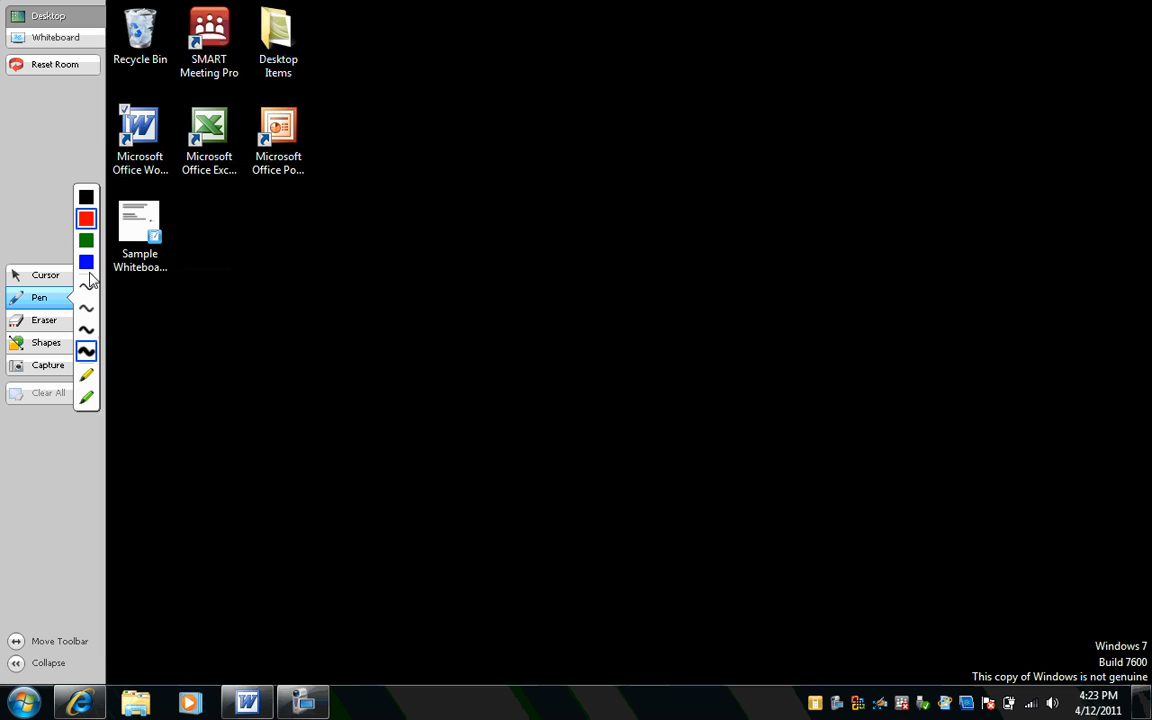 Desktop
Whiteboard
Reset Room
Recycle Bin
SMART
Meeting Pro
Desktop
Items
Microsoft
Office Wo...
Microsoft
Office Exc...
Microsoft
Office Po...
Sample
Whiteboa...
Cursor
Pen
Eraser
Shapes
Capture
Clear All
Move Toolbar
Collapse
Windows 7
Build 7600
This copy of Windows is not genuine
4:23 PM
4/12/2011